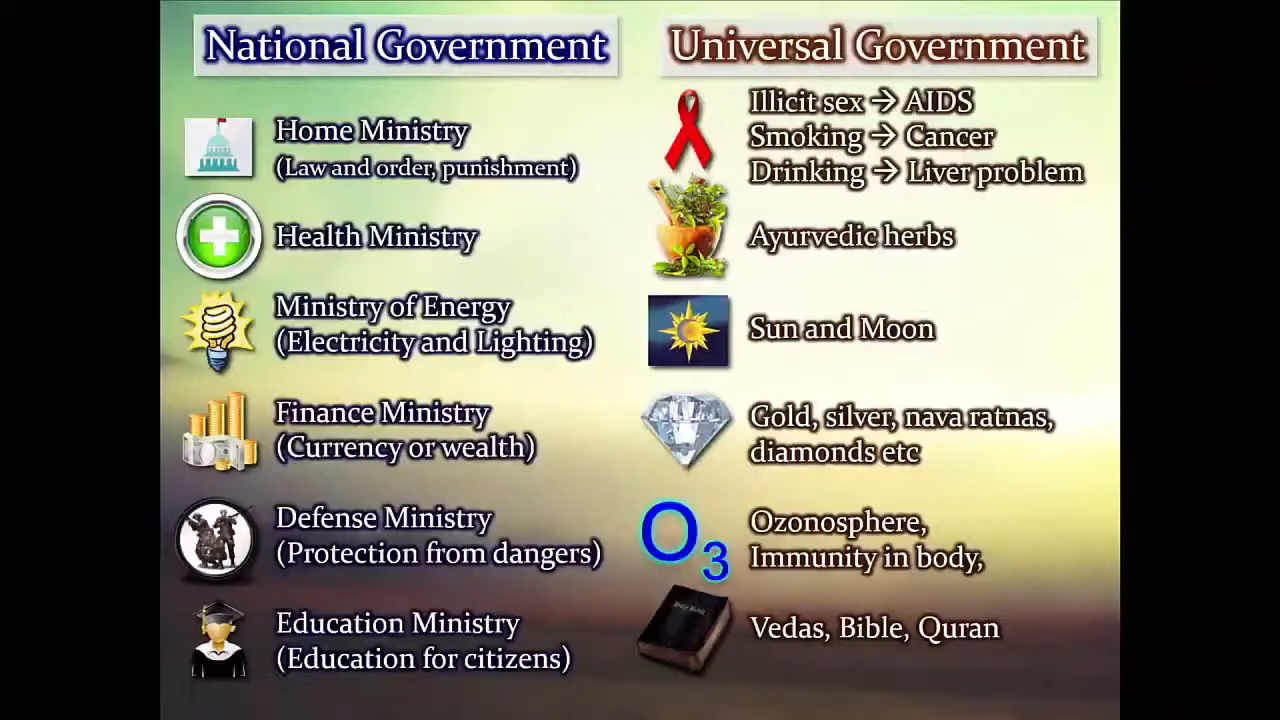 National Government
Universal Government
Home Ministry
(Law and order, punishment)
Illicit sex → AIDS
Smoking → Cancer
Drinking → Liver problem
Health Ministry
Ayurvedic herbs
Ministry of Energy
(Electricity and Lighting)
Sun and Moon
Finance Ministry
(Currency or wealth)
Gold, silver, nava ratnas,
diamonds etc
Defense Ministry
(Protection from dangers)
O3
Ozonosphere,
Immunity in body,
Education Ministry
(Education for citizens)
Holy Bible
Vedas, Bible, Quran